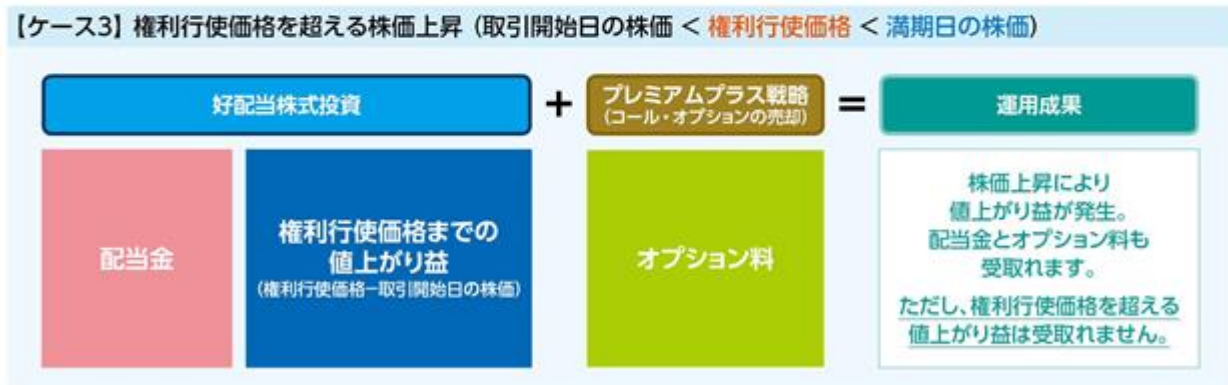 【ケース3】権利行使価格を超える株価上昇（取引開始日の株価 < 権利行使価格 < 満期日の株価）
好配当株式投資
+
プレミアムプラス戦略
（コール・オプションの売却）
=
運用成果
配当金
権利行使価格までの
値上がり益
（権利行使価格－取引開始日の株価）
オプション料
株価上昇により
値上がり益が発生。
配当金とオプション料も
受取れます。
ただし、権利行使価格を超える
値上がり益は受取れません。